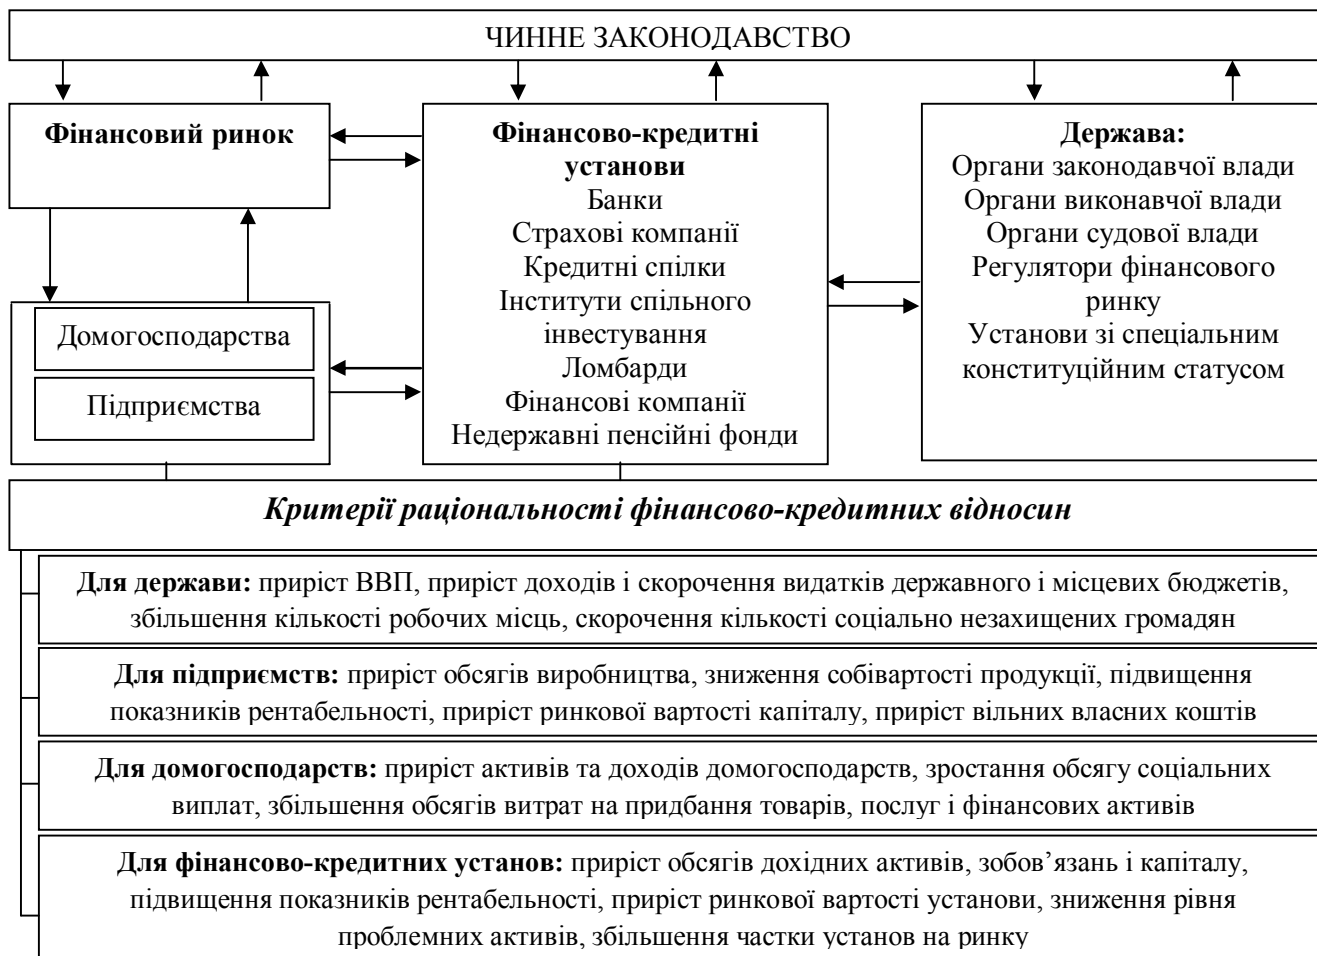 ЧИННЕ ЗАКОНОДАВСТВО
Фінансовий ринок
Домогосподарства
Підприємства
Фінансово-кредитні
установи
Банки
Страхові компанії
Кредитні спілки
Інститути спільного
інвестування
Ломбарди
Фінансові компанії
Недержавні пенсійні фонди
Держава:
Органи законодавчої влади
Органи виконавчої влади
Органи судової влади
Регулятори фінансового
ринку
Установи зі спеціальним
конституційним статусом
Критерії раціональності фінансово-кредитних відносин
Для держави: приріст ВВП, приріст доходів і скорочення видатків державного і місцевих бюджетів,
збільшення кількості робочих місць, скорочення кількості соціально незахищених громадян
Для підприємств: приріст обсягів виробництва, зниження собівартості продукції, підвищення
показників рентабельності, приріст ринкової вартості капіталу, приріст вільних власних коштів
Для домогосподарств: приріст активів та доходів домогосподарств, зростання обсягу соціальних
виплат, збільшення обсягів витрат на придбання товарів, послуг і фінансових активів
Для фінансово-кредитних установ: приріст обсягів дохідних активів, зобов’язань і капіталу,
підвищення показників рентабельності, приріст ринкової вартості установи, зниження рівня
проблемних активів, збільшення частки установ на ринку